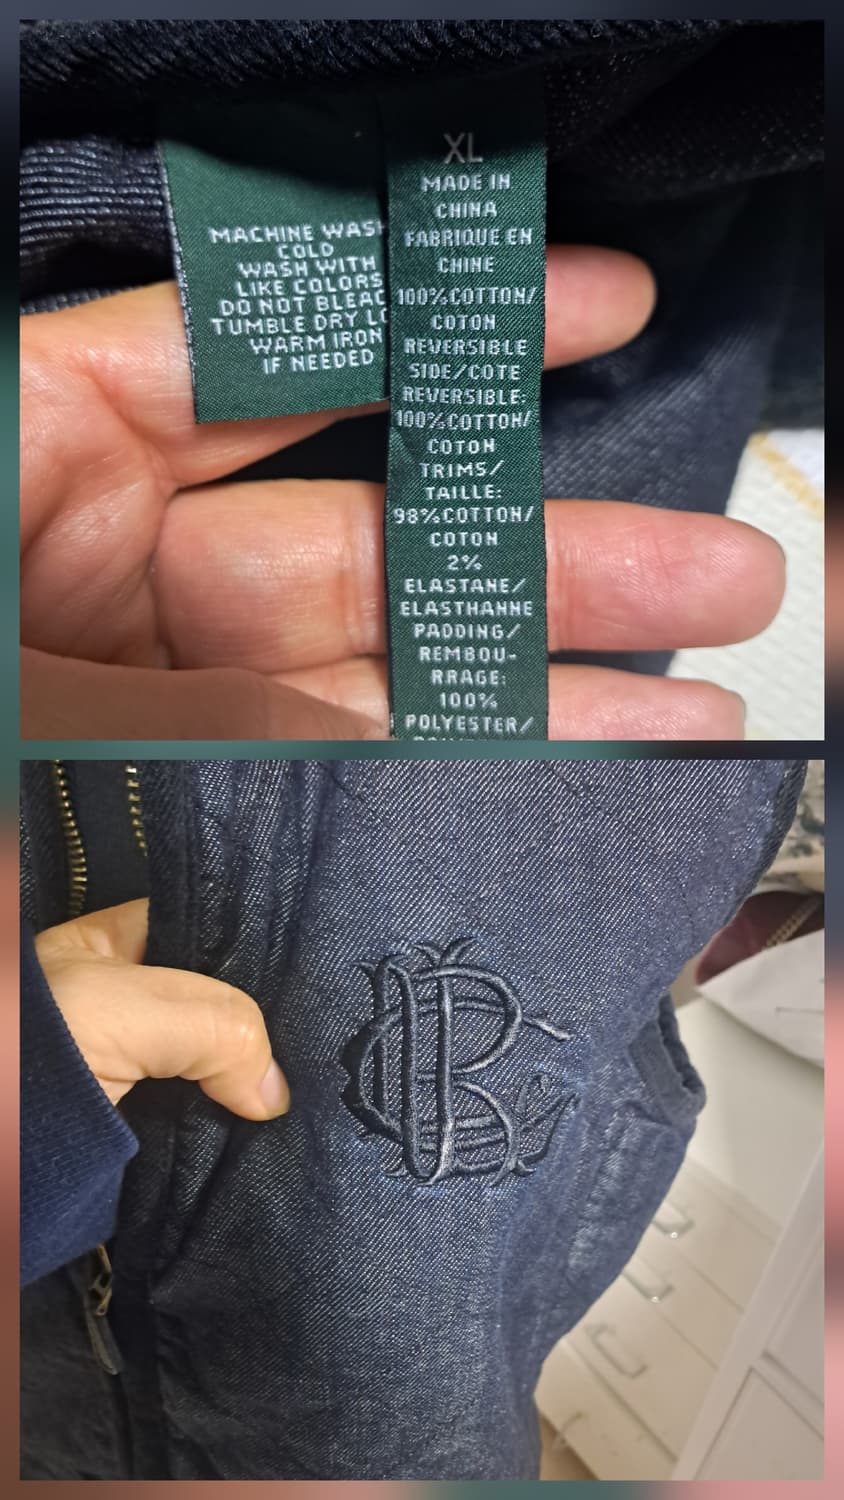 MACHINE WASH
COLD
WASH WITH
LIKE COLORS
DO NOT BLEAC
TUMBLE DRY LO
WARM IRON
IF NEEDED
XL
MADE IN
CHINA
FABRIQUE EN
CHINE
100%COTTON/
COTON
REVERSIBLE
SIDE/COTE
REVERSIBLE:
100%COTTON/
COTON
TRIMS/
TAILLE:
98%COTTON/
COTON
2%
ELASTANE/
ELASTHANNE
PADDING/
REMBOU-
RRAGE:
100%
POLYESTER/